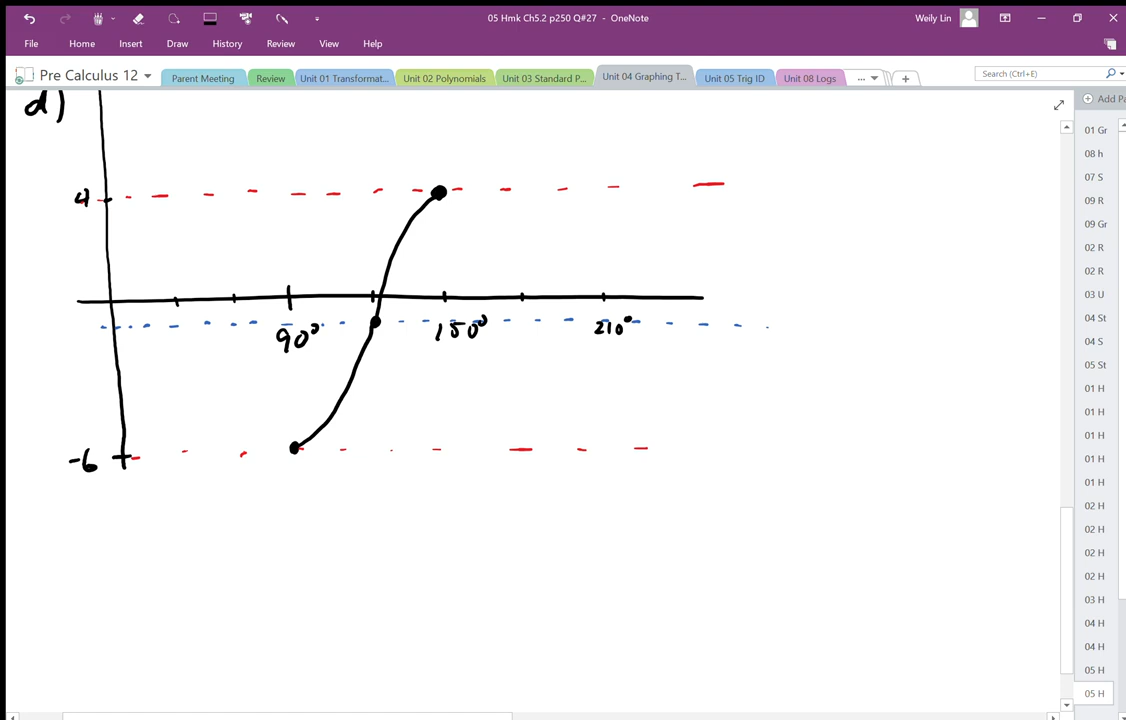 05 Hmk Ch5.2 p250 Q#27 - OneNote
Weily Lin
File Home Insert Draw History Review View Help
Pre Calculus 12
Parent Meeting
Review
Unit 01 Transformat...
Unit 02 Polynomials
Unit 03 Standard P...
Unit 04 Graphing T...
Unit 05 Trig ID
Unit 08 Logs
...
Search (Ctrl+E)
Add Pa
d)
4
90°
150°
210°
-6
01 Gr
08 h
07 S
09 R
09 Gr
02 R
02 R
03 U
04 St
04 S
05 St
01 H
01 H
01 H
01 H
01 H
02 H
02 H
02 H
02 H
03 H
04 H
04 H
05 H
05 H